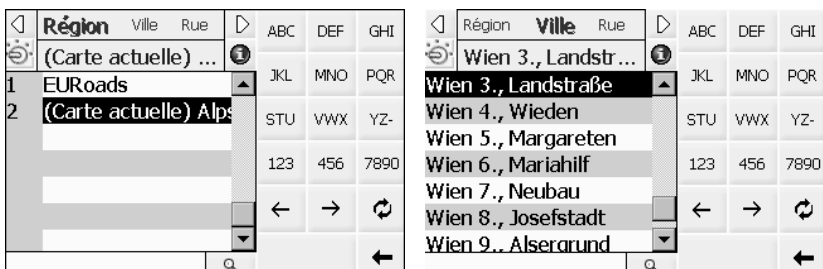 Région Ville Rue
(Carte actuelle) ...
1 EURoads
2 (Carte actuelle) Alps
ABC DEF GHI
JKL MNO PQR
STU VWX YZ-
123 456 7890
Région Ville Rue
Wien 3., Landstr...
Wien 3., Landstraße
Wien 4., Wieden
Wien 5., Margareten
Wien 6., Mariahilf
Wien 7., Neubau
Wien 8., Josefstadt
Wien 9., Alsergrund
ABC DEF GHI
JKL MNO PQR
STU VWX YZ-
123 456 7890